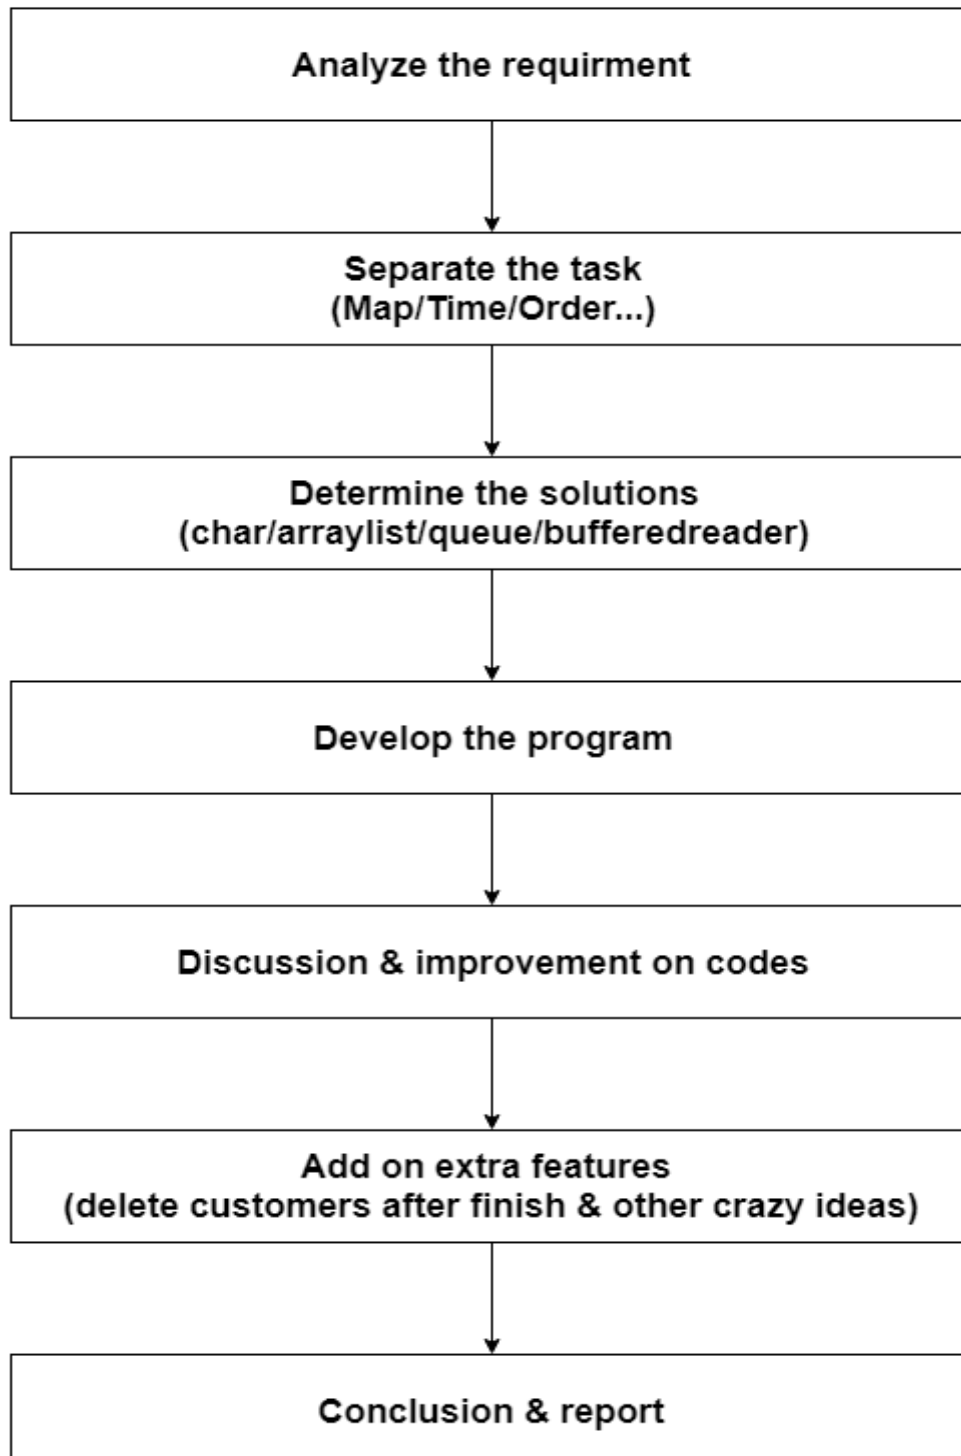 Analyze the requirment
Separate the task
(Map/Time/Order...)
Determine the solutions
(char/arraylist/queue/bufferedreader)
Develop the program
Discussion & improvement on codes
Add on extra features
(delete customers after finish & other crazy ideas)
Conclusion & report